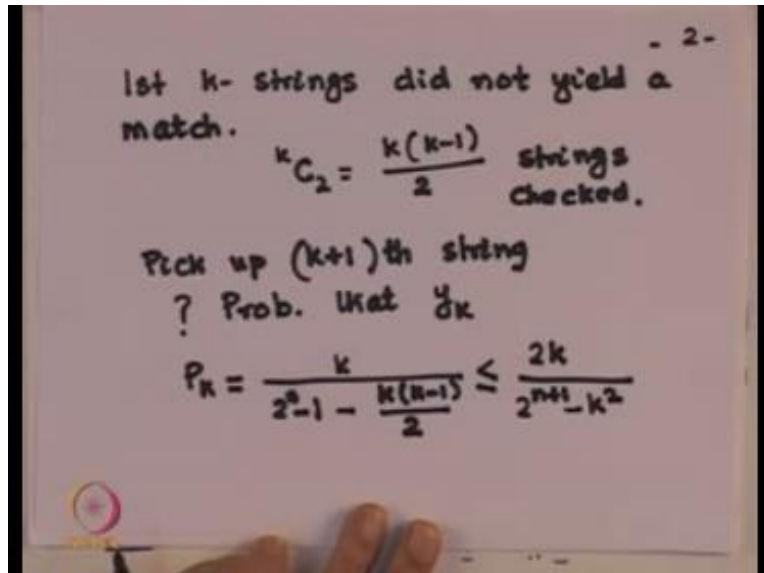 - 2-
1st k- strings did not yield a
match.
ᵏC₂ = k(k-1)/2 strings
checked.
Pick up (k+1)th string
? Prob. that yₖ
Pₖ = k/(2ⁿ-1 - k(k-1)/2) ≤ 2k/(2ⁿ⁺¹-k²)